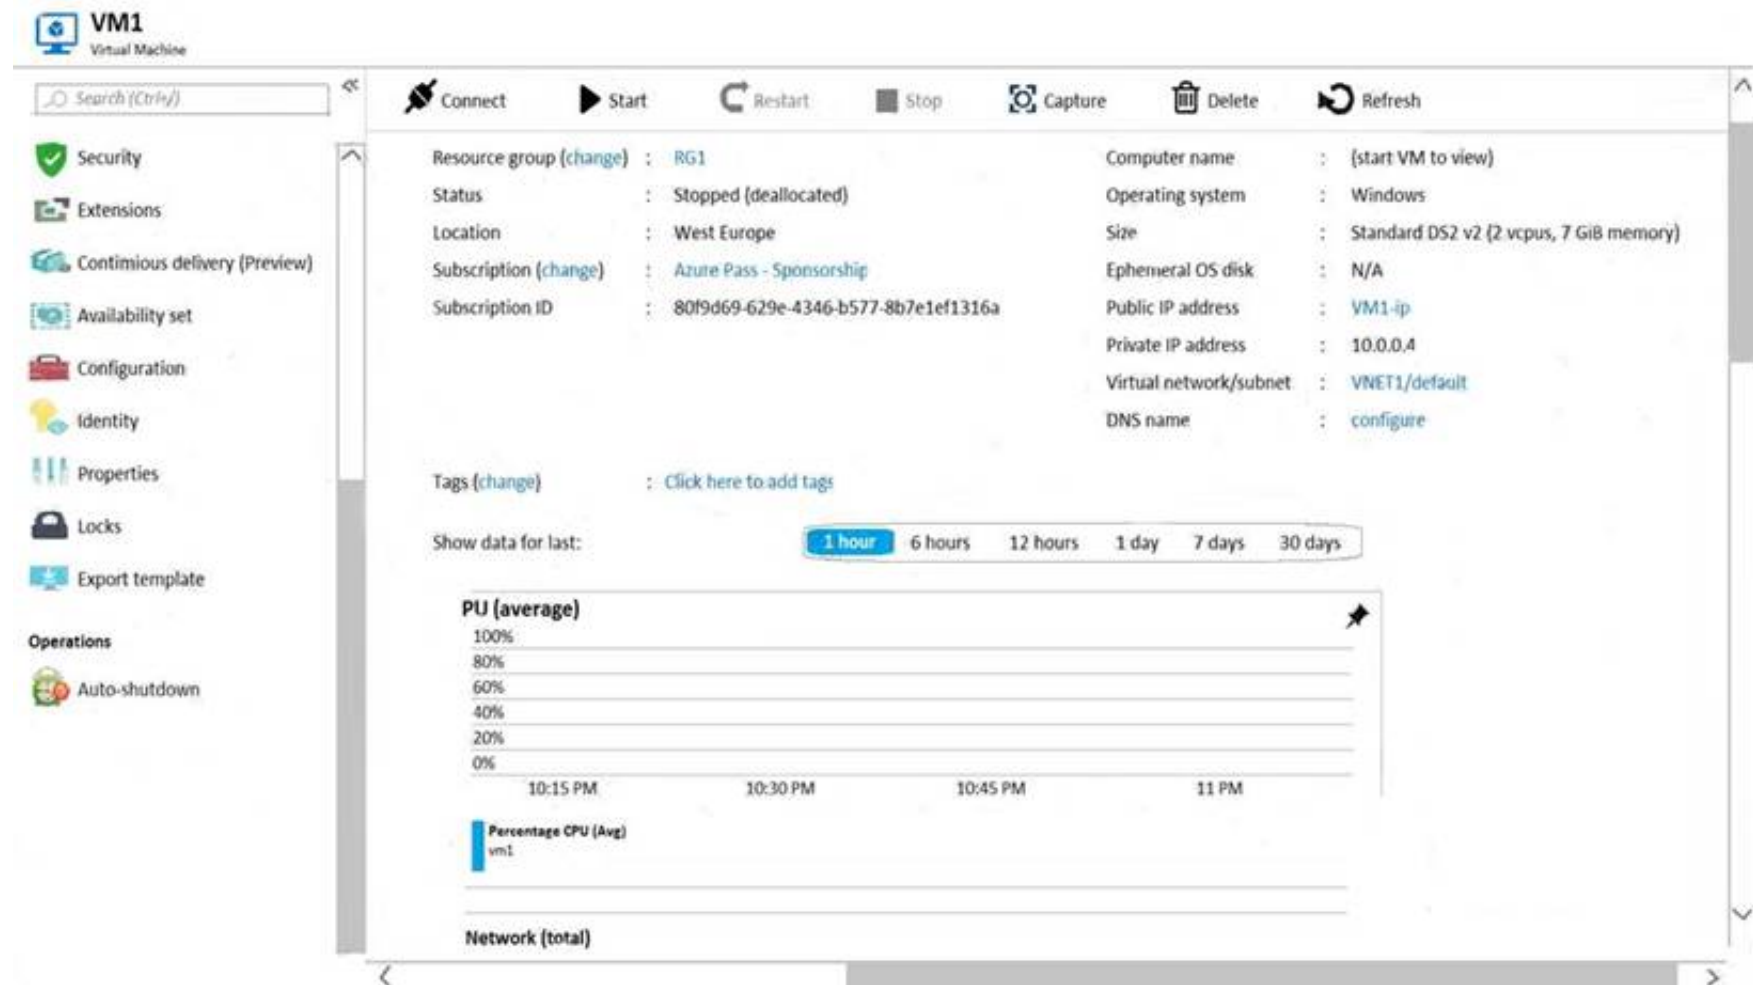 VM1
Virtual Machine
Search (Ctrl+/)
«
Connect
Start
Restart
Stop
Capture
Delete
Refresh
Security
Extensions
Contimious delivery (Preview)
Availability set
Configuration
Identity
Properties
Locks
Export template
Operations
Auto-shutdown
Resource group (change) : RG1
Status : Stopped (deallocated)
Location : West Europe
Subscription (change) : Azure Pass - Sponsorship
Subscription ID : 80f9d69-629e-4346-b577-8b7e1ef1316a
Computer name : (start VM to view)
Operating system : Windows
Size : Standard DS2 v2 (2 vcpus, 7 GiB memory)
Ephemeral OS disk : N/A
Public IP address : VM1-ip
Private IP address : 10.0.0.4
Virtual network/subnet : VNET1/default
DNS name : configure
Tags (change) : Click here to add tags
Show data for last: 1 hour 6 hours 12 hours 1 day 7 days 30 days
PU (average)
100%
80%
60%
40%
20%
0%
10:15 PM 10:30 PM 10:45 PM 11 PM
Percentage CPU (Avg)
vm1
Network (total)